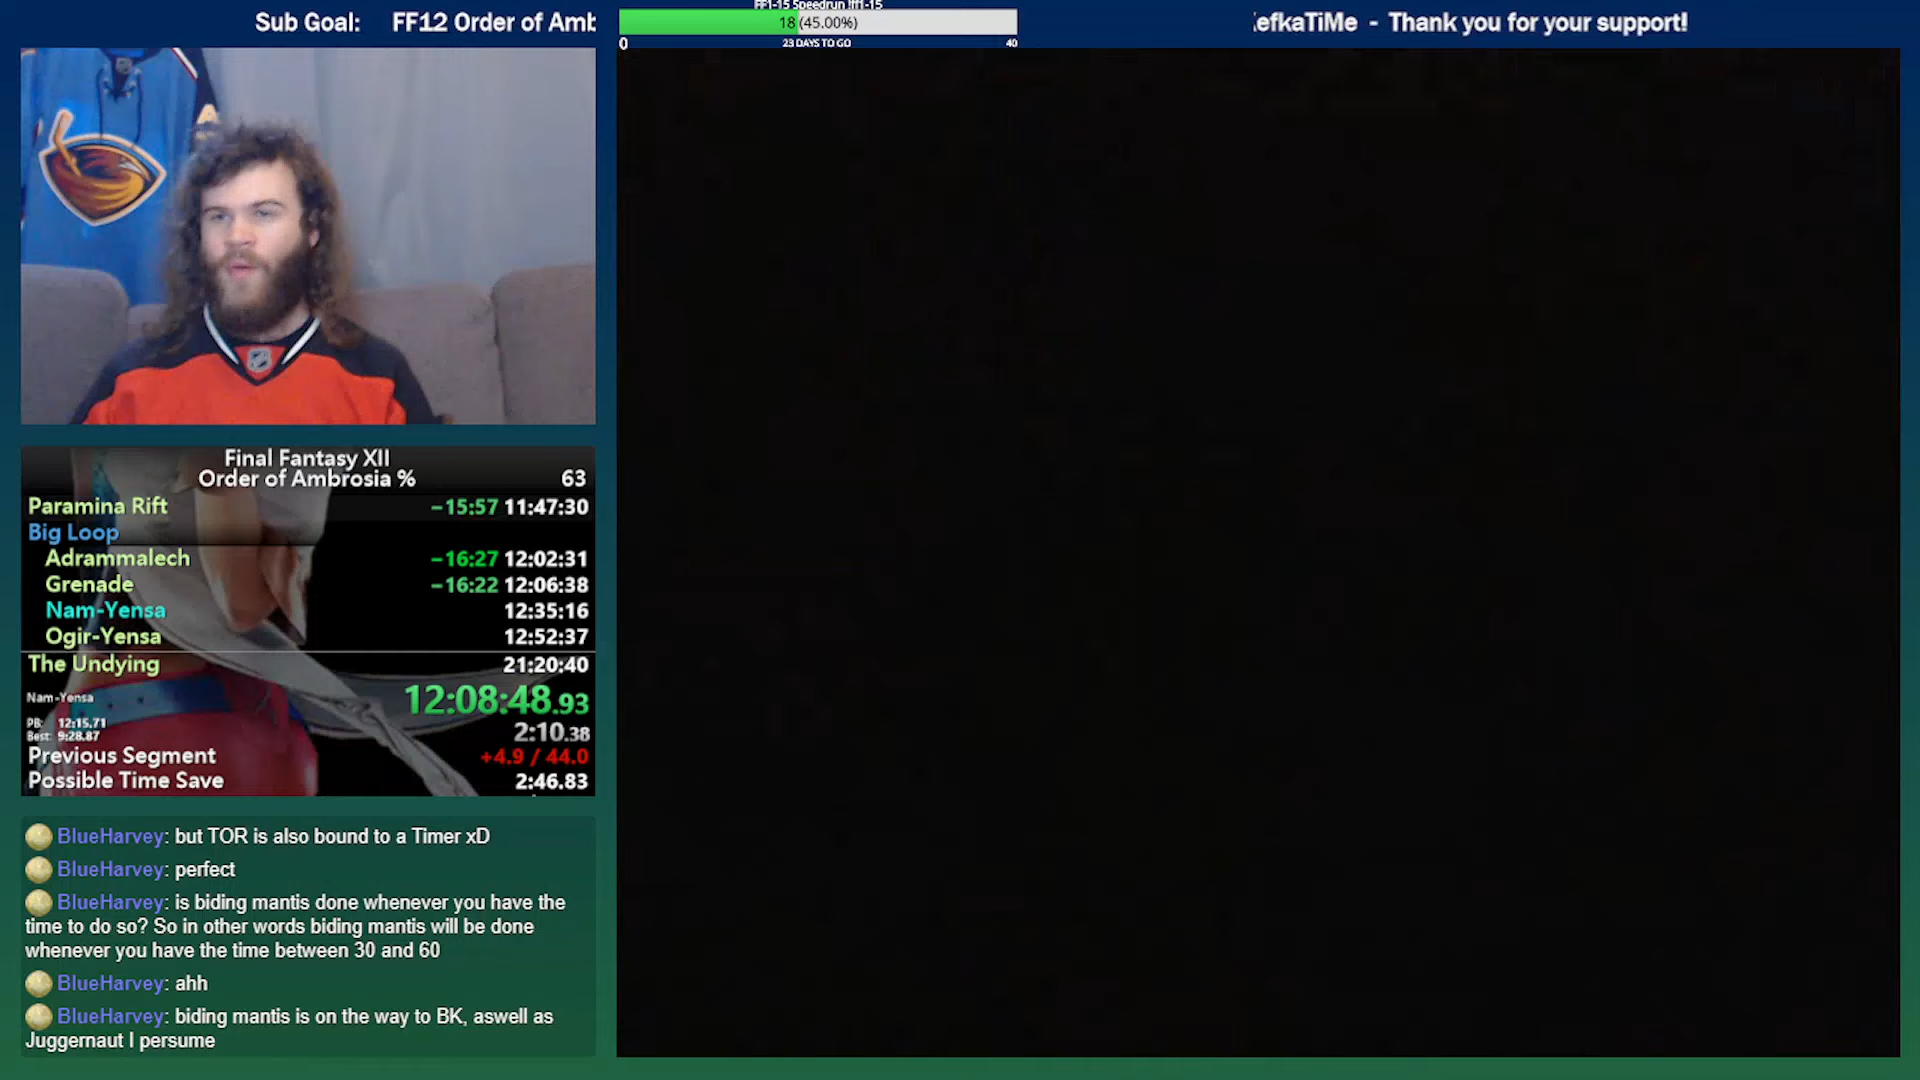 Sub Goal: FF12 Order of Amb
FF1-15 Speedrun !ff1-15
18 (45.00%)
0 23 DAYS TO GO 40
efkaTiMe - Thank you for your support!
Final Fantasy XII
Order of Ambrosia % 63
Paramina Rift −15:57 11:47:30
Big Loop
Adrammalech −16:27 12:02:31
Grenade −16:22 12:06:38
Nam-Yensa 12:35:16
Ogir-Yensa 12:52:37
The Undying 21:20:40
Nam-Yensa 12:08:48.93
PB: 12:15.71
Best: 9:28.87 2:10.38
Previous Segment +4.9 / 44.0
Possible Time Save 2:46.83
BlueHarvey: but TOR is also bound to a Timer xD
BlueHarvey: perfect
BlueHarvey: is biding mantis done whenever you have the
time to do so? So in other words biding mantis will be done
whenever you have the time between 30 and 60
BlueHarvey: ahh
BlueHarvey: biding mantis is on the way to BK, aswell as
Juggernaut I persume